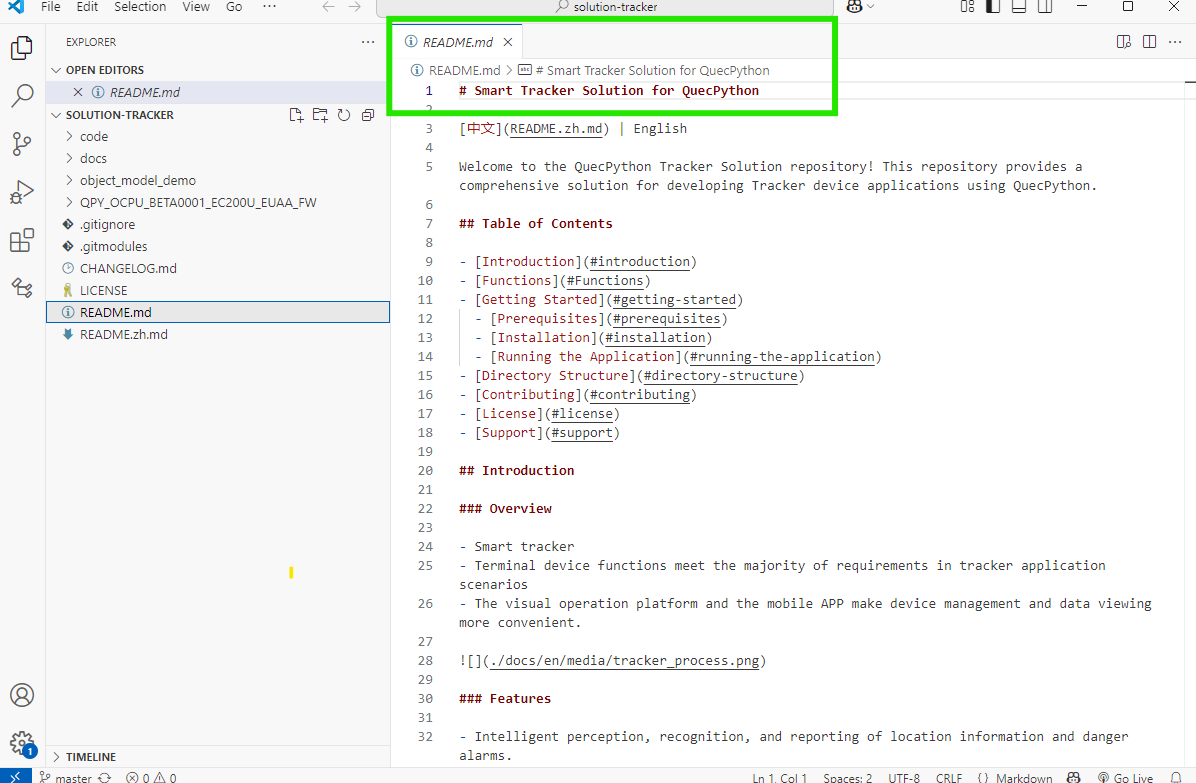 File Edit Selection View Go ··· solution-tracker
EXPLORER ···
OPEN EDITORS
README.md
SOLUTION-TRACKER
code
docs
object_model_demo
QPY_OCPU_BETA0001_EC200U_EUAA_FW
.gitignore
.gitmodules
CHANGELOG.md
LICENSE
README.md
README.zh.md
TIMELINE
README.md
README.md > # Smart Tracker Solution for QuecPython
1 # Smart Tracker Solution for QuecPython
2
3 [中文](README.zh.md) | English
4
5 Welcome to the QuecPython Tracker Solution repository! This repository provides a
comprehensive solution for developing Tracker device applications using QuecPython.
6
7 ## Table of Contents
8
9 - [Introduction](#introduction)
10 - [Functions](#Functions)
11 - [Getting Started](#getting-started)
12 - [Prerequisites](#prerequisites)
13 - [Installation](#installation)
14 - [Running the Application](#running-the-application)
15 - [Directory Structure](#directory-structure)
16 - [Contributing](#contributing)
17 - [License](#license)
18 - [Support](#support)
19
20 ## Introduction
21
22 ### Overview
23
24 - Smart tracker
25 - Terminal device functions meet the majority of requirements in tracker application
scenarios
26 - The visual operation platform and the mobile APP make device management and data viewing
more convenient.
27
28 ![](./docs/en/media/tracker_process.png)
29
30 ### Features
31
32 - Intelligent perception, recognition, and reporting of location information and danger
alarms.
1
master 0 0 Ln 1, Col 1 Spaces: 2 UTF-8 CRLF {} Markdown Go Live